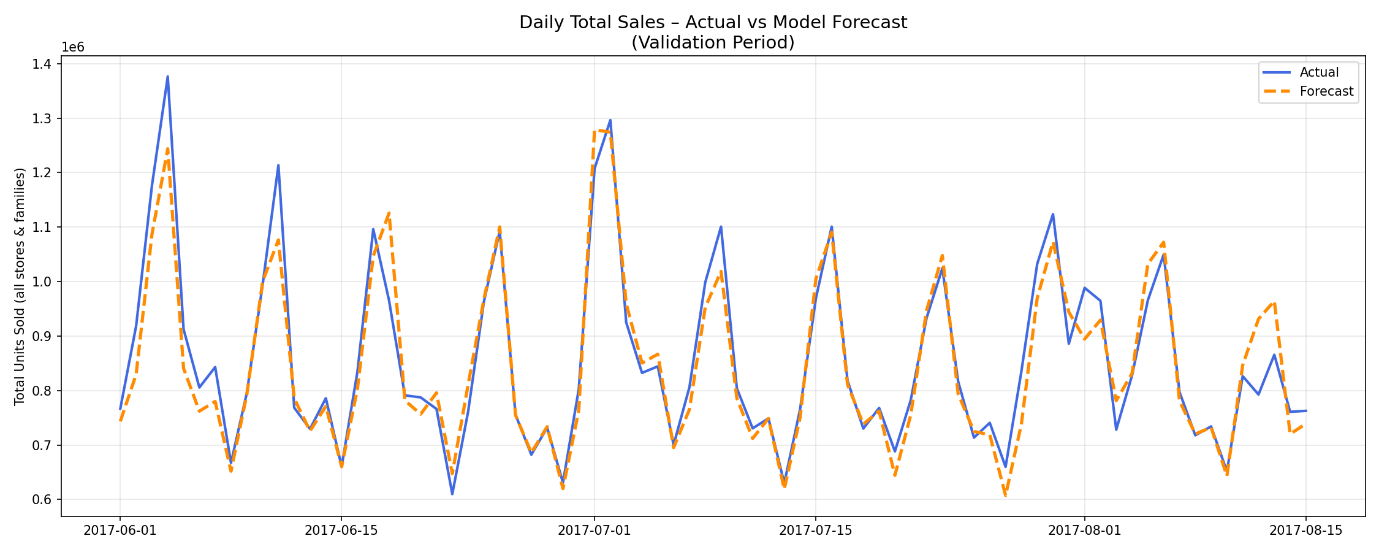 Daily Total Sales – Actual vs Model Forecast
(Validation Period)
1e6
1.4
1.3
1.2
1.1
1.0
0.9
0.8
0.7
0.6
Total Units Sold (all stores & families)
Actual
Forecast
2017-06-01
2017-06-15
2017-07-01
2017-07-15
2017-08-01
2017-08-15